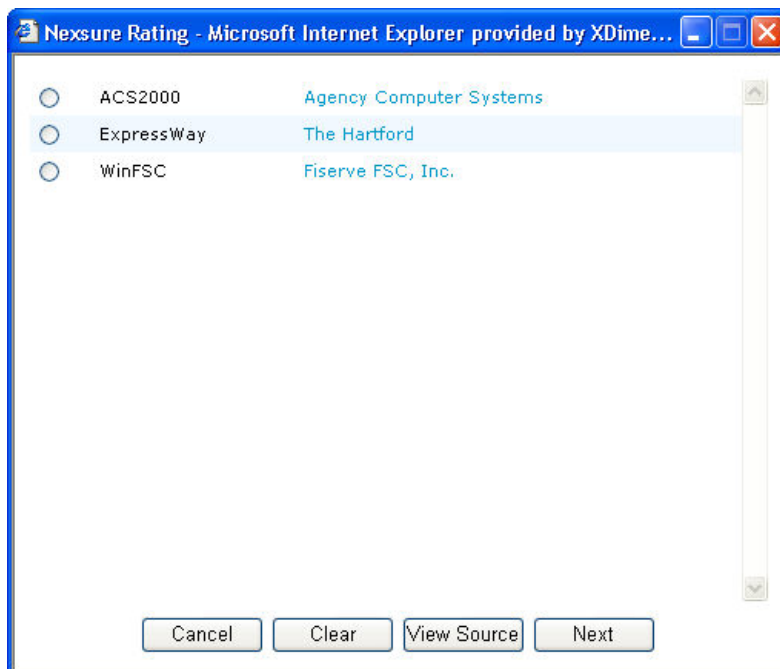 Nexsure Rating - Microsoft Internet Explorer provided by XDime...
ACS2000 Agency Computer Systems
ExpressWay The Hartford
WinFSC Fiserve FSC, Inc.
Cancel Clear View Source Next